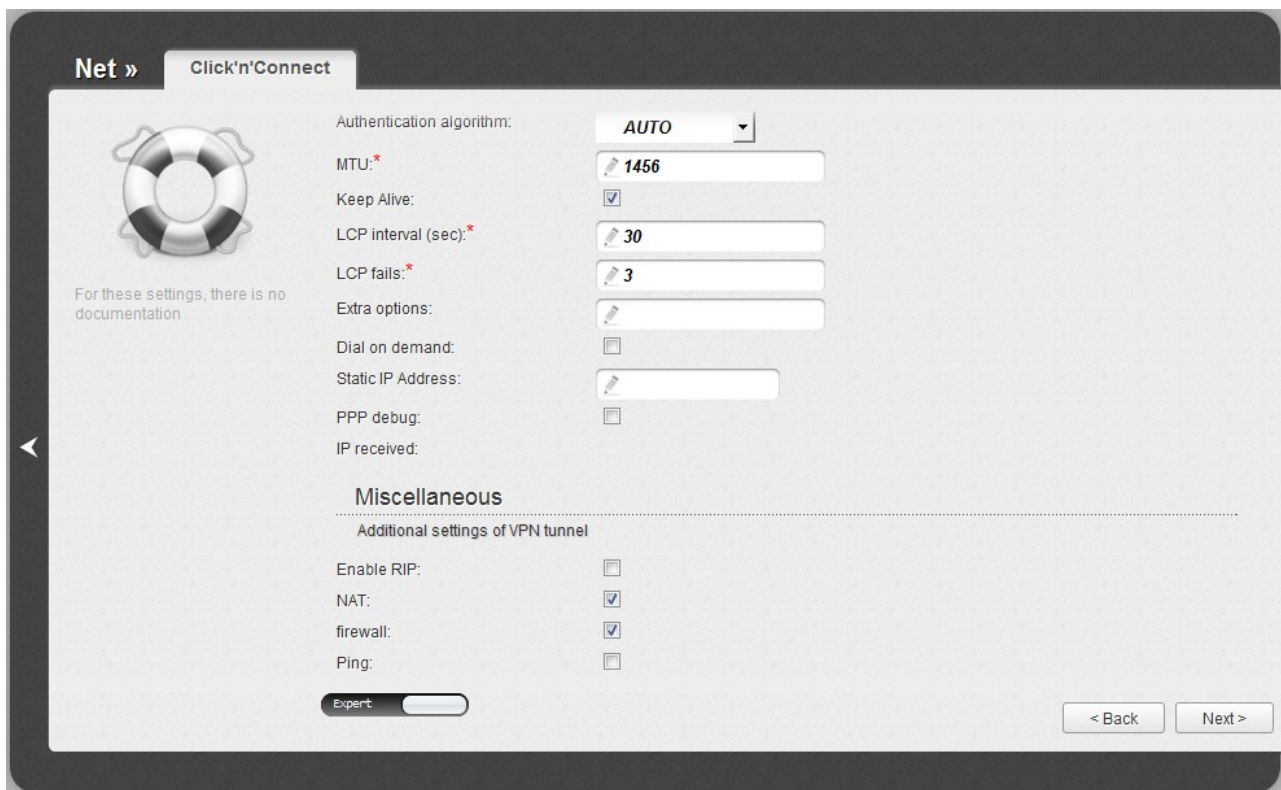 Net »
Click'n'Connect
For these settings, there is no
documentation
Authentication algorithm: AUTO
MTU:* 1456
Keep Alive:
LCP interval (sec):* 30
LCP fails:* 3
Extra options:
Dial on demand:
Static IP Address:
PPP debug:
IP received:
Miscellaneous
Additional settings of VPN tunnel
Enable RIP:
NAT:
firewall:
Ping:
Expert
< Back
Next >